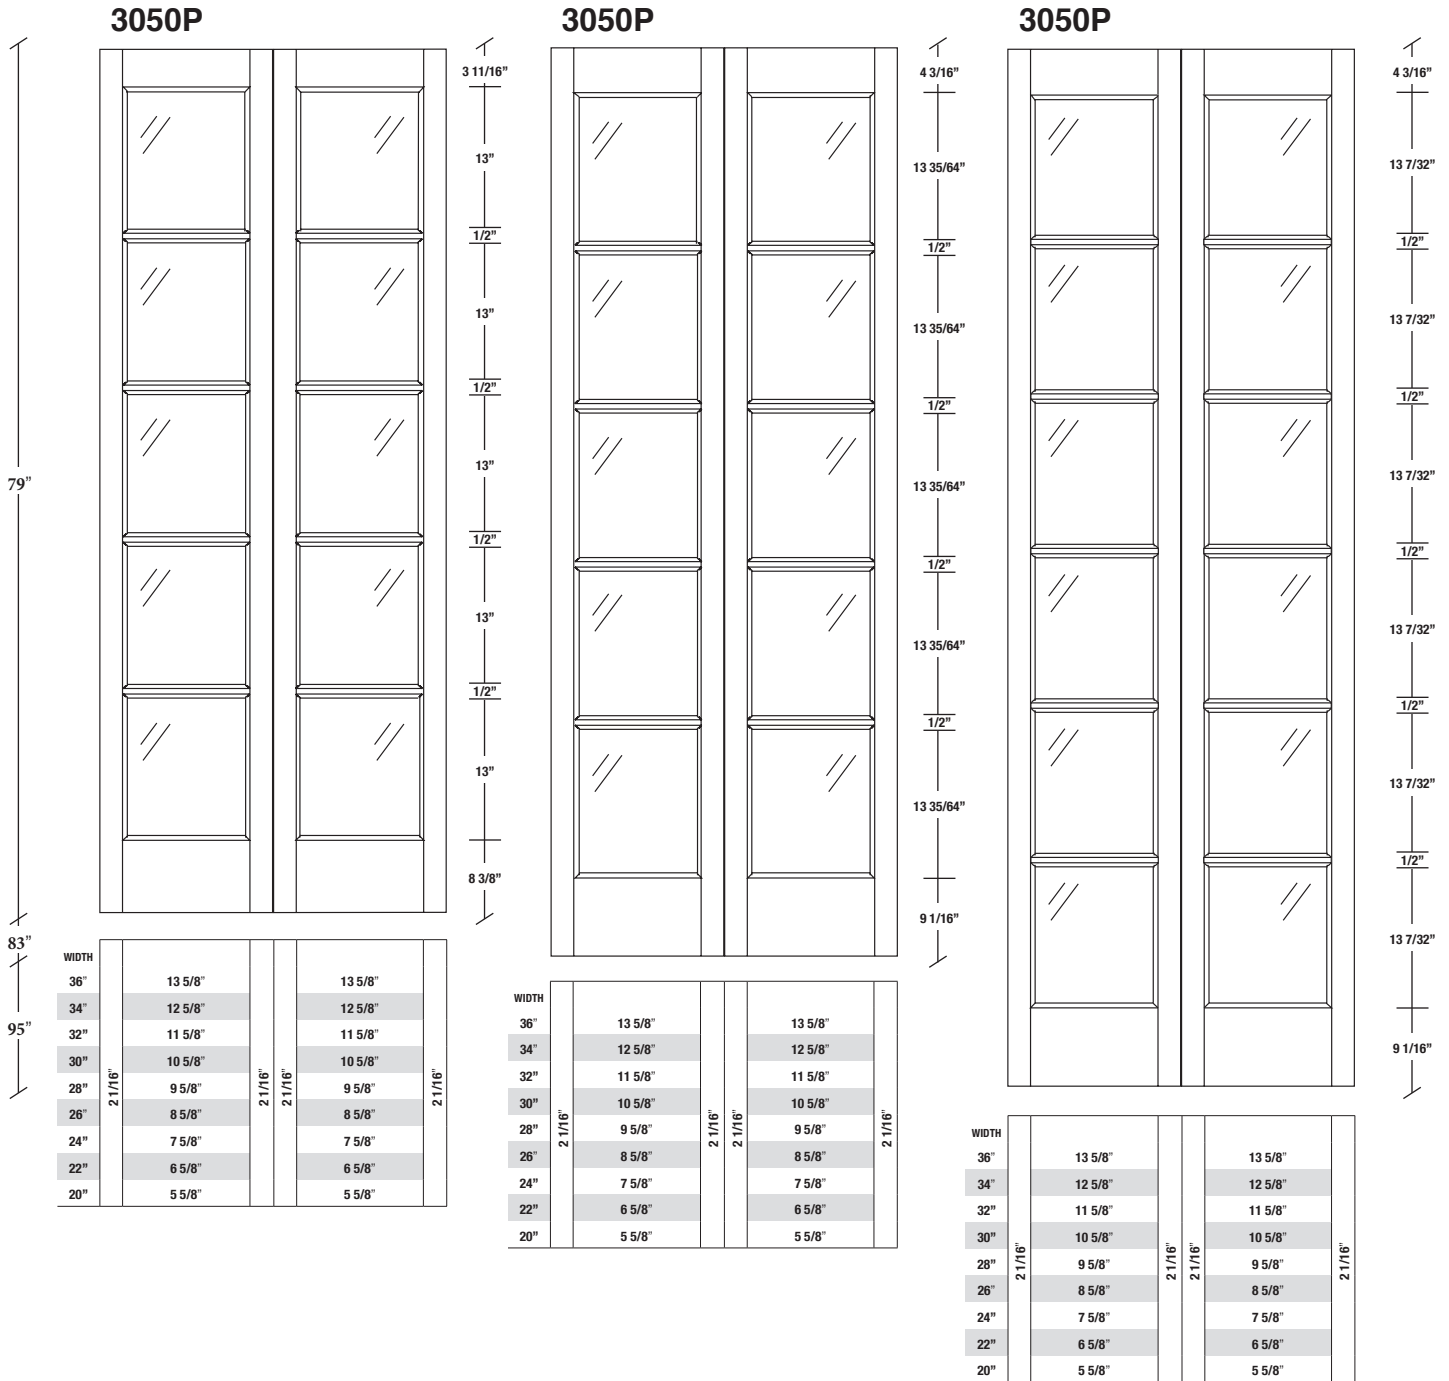 3050P
3050P
3050P
79”
83”
95”
3 11/16”
13”
1/2”
13”
1/2”
13”
1/2”
13”
1/2”
13”
8 3/8”
WIDTH
36” 13 5/8” 13 5/8”
34” 12 5/8” 12 5/8”
32” 11 5/8” 11 5/8”
30” 10 5/8” 10 5/8”
28” 9 5/8” 9 5/8”
26” 8 5/8” 8 5/8”
24” 7 5/8” 7 5/8”
22” 6 5/8” 6 5/8”
20” 5 5/8” 5 5/8”
2 1/16”
2 1/16”
2 1/16”
2 1/16”
4 3/16”
13 35/64”
1/2”
13 35/64”
1/2”
13 35/64”
1/2”
13 35/64”
1/2”
13 35/64”
9 1/16”
WIDTH
36” 13 5/8” 13 5/8”
34” 12 5/8” 12 5/8”
32” 11 5/8” 11 5/8”
30” 10 5/8” 10 5/8”
28” 9 5/8” 9 5/8”
26” 8 5/8” 8 5/8”
24” 7 5/8” 7 5/8”
22” 6 5/8” 6 5/8”
20” 5 5/8” 5 5/8”
2 1/16”
2 1/16”
2 1/16”
2 1/16”
4 3/16”
13 7/32”
1/2”
13 7/32”
1/2”
13 7/32”
1/2”
13 7/32”
1/2”
13 7/32”
1/2”
13 7/32”
9 1/16”
WIDTH
36” 13 5/8” 13 5/8”
34” 12 5/8” 12 5/8”
32” 11 5/8” 11 5/8”
30” 10 5/8” 10 5/8”
28” 9 5/8” 9 5/8”
26” 8 5/8” 8 5/8”
24” 7 5/8” 7 5/8”
22” 6 5/8” 6 5/8”
20” 5 5/8” 5 5/8”
2 1/16”
2 1/16”
2 1/16”
2 1/16”